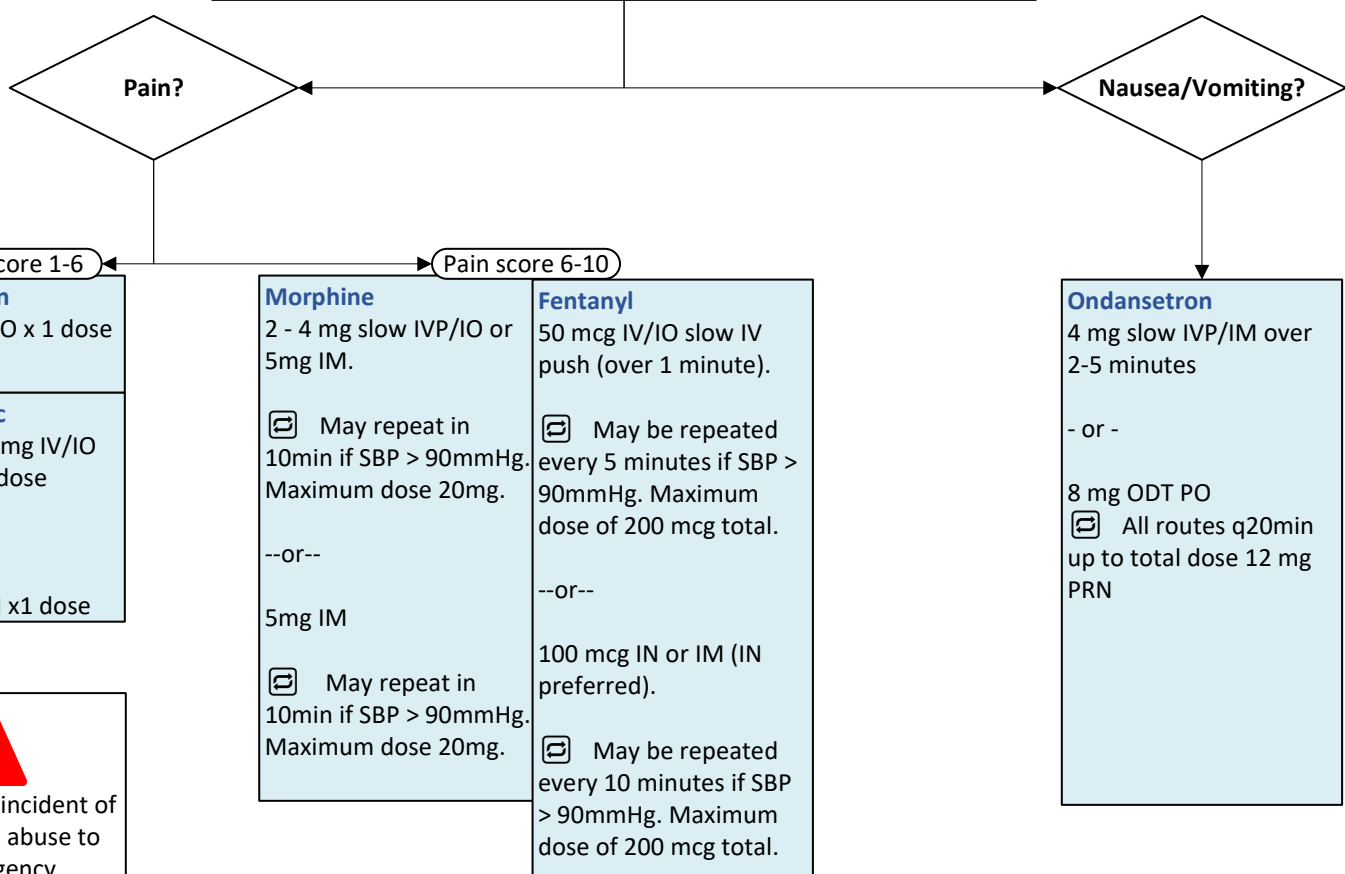 Pain?
Nausea/Vomiting?
core 1-6
Pain score 6-10
n
O x 1 dose
c
mg IV/IO
dose
x1 dose
Morphine
2 - 4 mg slow IVP/IO or
5mg IM.
May repeat in
10min if SBP > 90mmHg.
Maximum dose 20mg.
--or--
5mg IM
May repeat in
10min if SBP > 90mmHg.
Maximum dose 20mg.
Fentanyl
50 mcg IV/IO slow IV
push (over 1 minute).
May be repeated
every 5 minutes if SBP >
90mmHg. Maximum
dose of 200 mcg total.
--or--
100 mcg IN or IM (IN
preferred).
May be repeated
every 10 minutes if SBP
> 90mmHg. Maximum
dose of 200 mcg total.
Ondansetron
4 mg slow IVP/IM over
2-5 minutes
- or -
8 mg ODT PO
All routes q20min
up to total dose 12 mg
PRN
incident of
abuse to
gency